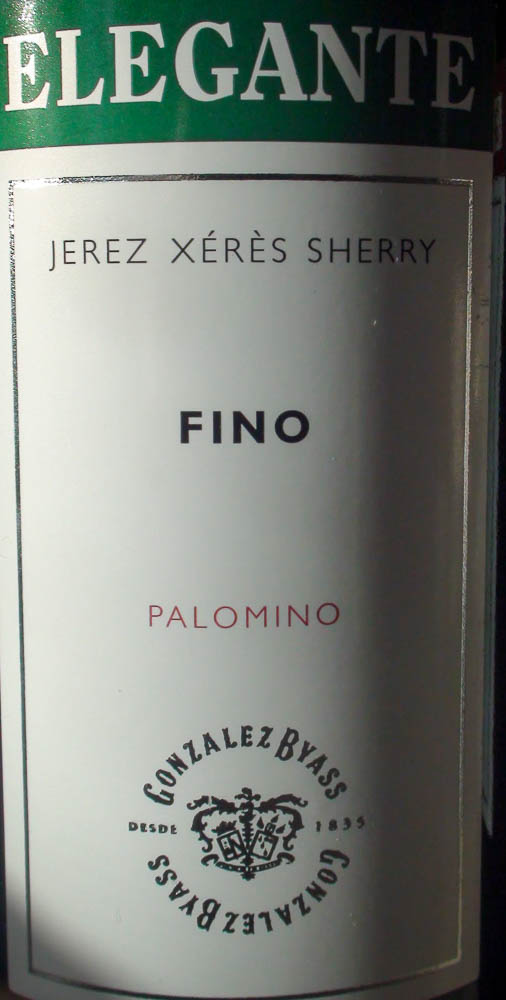 ELEGANTE
JEREZ XÉRÈS SHERRY
FINO
PALOMINO
GONZALEZ BYASS
DESDE 1835
GONZALEZ BYASS